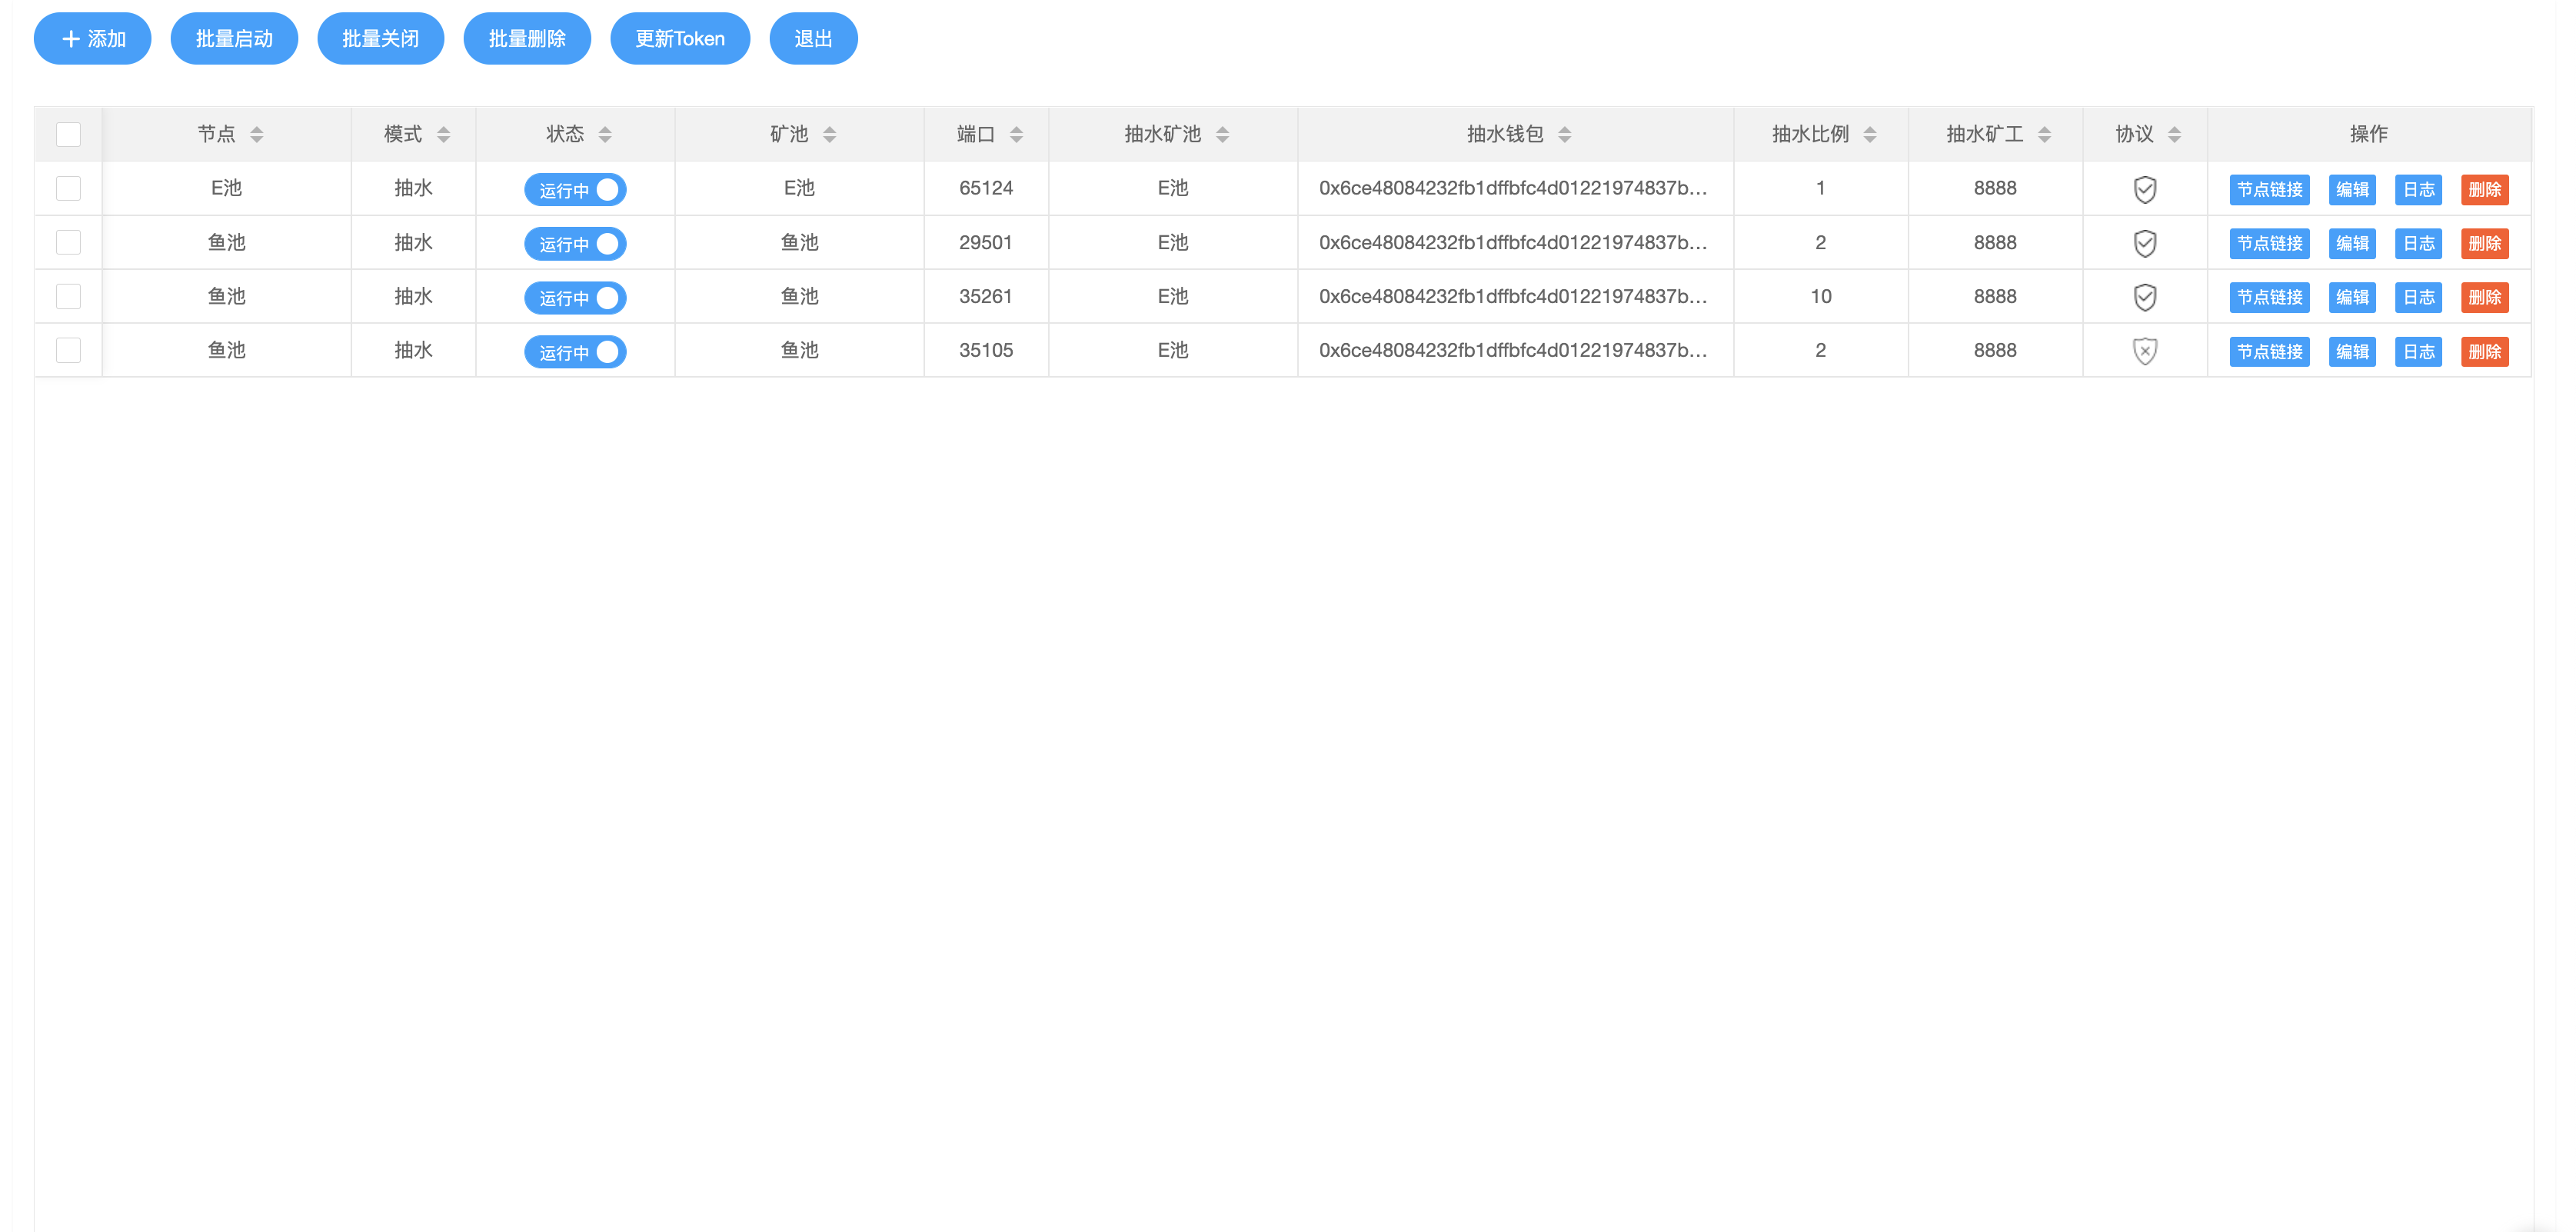 添加 批量启动 批量关闭 批量删除 更新Token 退出
节点 模式 状态 矿池 端口 抽水矿池 抽水钱包 抽水比例 抽水矿工 协议 操作
E池 抽水 运行中 E池 65124 E池 0x6ce48084232fb1dffbfc4d01221974837b... 1 8888 节点链接 编辑 日志 删除
鱼池 抽水 运行中 鱼池 29501 E池 0x6ce48084232fb1dffbfc4d01221974837b... 2 8888 节点链接 编辑 日志 删除
鱼池 抽水 运行中 鱼池 35261 E池 0x6ce48084232fb1dffbfc4d01221974837b... 10 8888 节点链接 编辑 日志 删除
鱼池 抽水 运行中 鱼池 35105 E池 0x6ce48084232fb1dffbfc4d01221974837b... 2 8888 节点链接 编辑 日志 删除